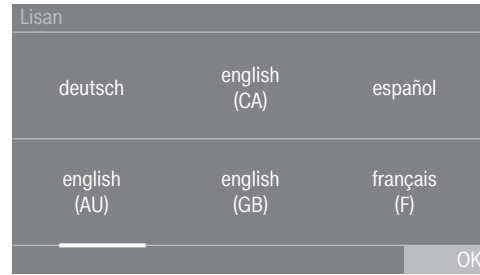 Lisan
deutsch
english
(CA)
español
english
(AU)
english
(GB)
français
(F)
OK